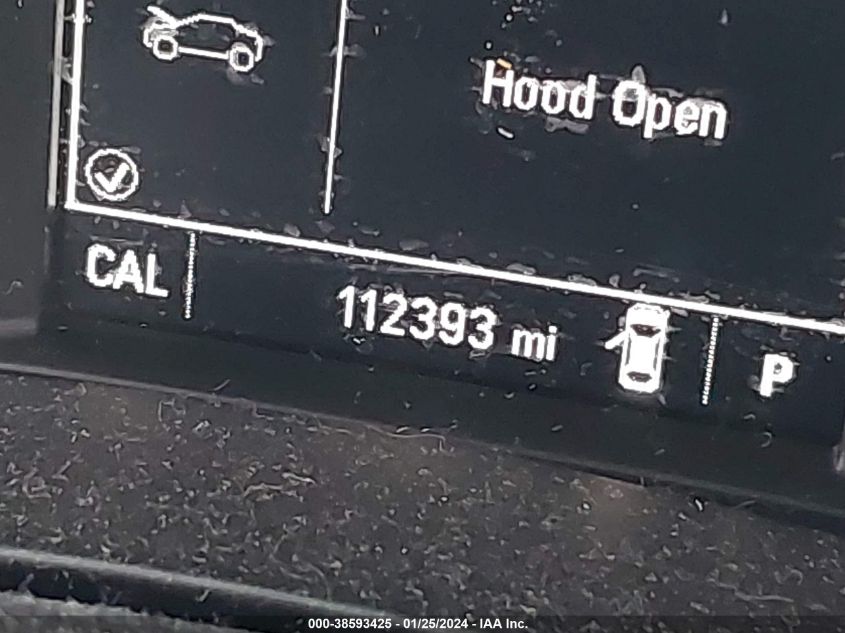 Hood Open
CAL 112393 mi P
000-38593425 - 01/25/2024 - IAA Inc.